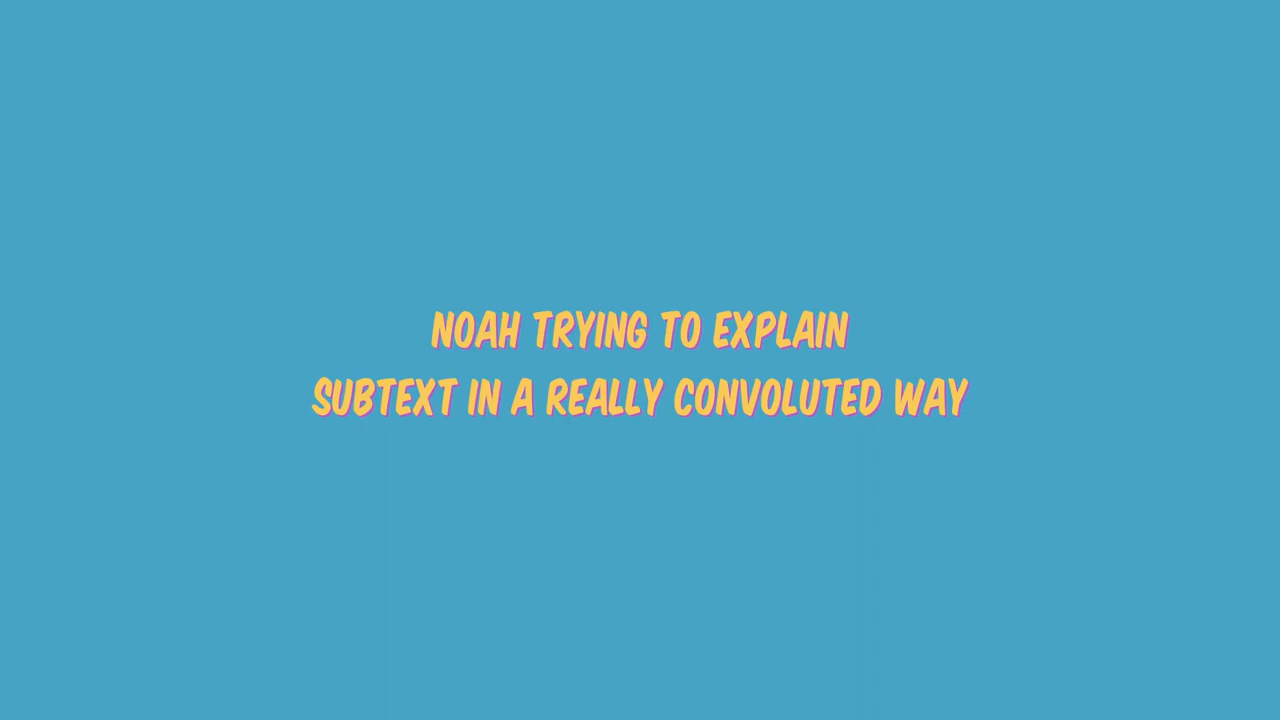 NOAH TRYING TO EXPLAIN
SUBTEXT IN A REALLY CONVOLUTED WAY